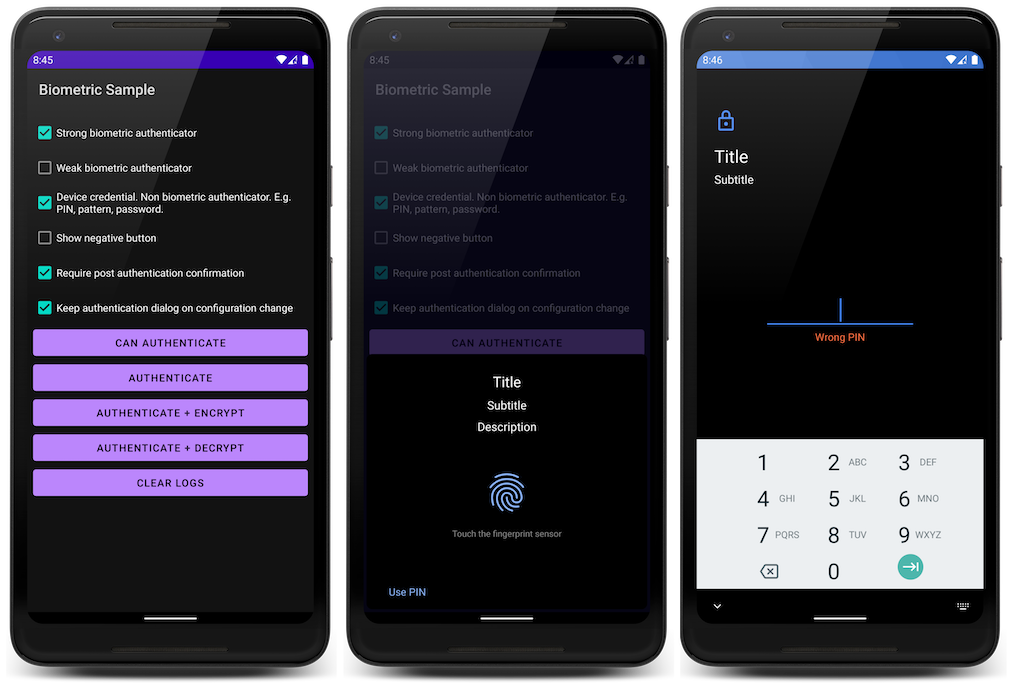 8:45
Biometric Sample
Strong biometric authenticator
Weak biometric authenticator
Device credential. Non biometric authenticator. E.g.
PIN, pattern, password.
Show negative button
Require post authentication confirmation
Keep authentication dialog on configuration change
CAN AUTHENTICATE
AUTHENTICATE
AUTHENTICATE + ENCRYPT
AUTHENTICATE + DECRYPT
CLEAR LOGS
8:45
Biometric Sample
Strong biometric authenticator
Weak biometric authenticator
Device credential. Non biometric authenticator. E.g.
PIN, pattern, password.
Show negative button
Require post authentication confirmation
Keep authentication dialog on configuration change
CAN AUTHENTICATE
Title
Subtitle
Description
Touch the fingerprint sensor
Use PIN
8:46
Title
Subtitle
Wrong PIN
1 2 ABC 3 DEF
4 GHI 5 JKL 6 MNO
7 PQRS 8 TUV 9 WXYZ
0